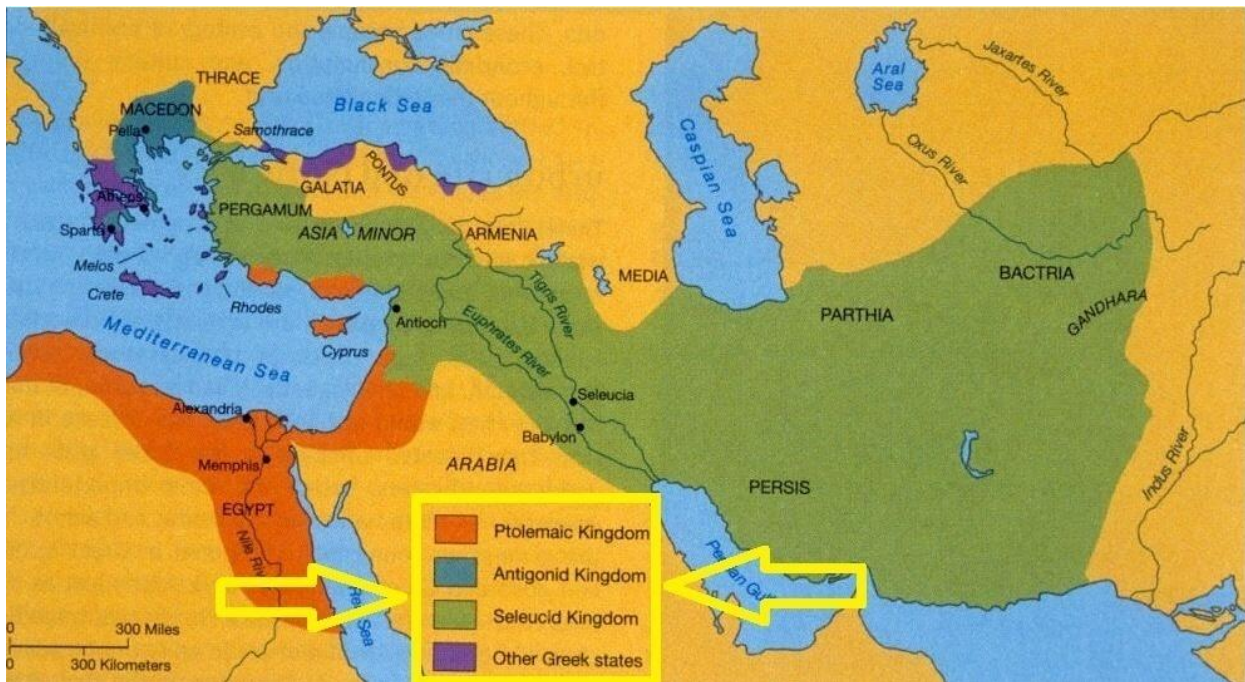 THRACE
Black Sea
Aral
Sea
Jaxartes River
MACEDON
Pella
Samothrace
Caspian Sea
Oxus River
PONTUS
GALATIA
Athens
PERGAMUM
ASIA MINOR
ARMENIA
Sparta
Melos
MEDIA
BACTRIA
Crete
Rhodes
Tigris River
GANDHARA
Antioch
PARTHIA
Euphrates River
Mediterranean Sea
Cyprus
Seleucia
Alexandria
Babylon
Indus River
Memphis
ARABIA
PERSIS
EGYPT
Ptolemaic Kingdom
Nile
Persian Gulf
Antigonid Kingdom
Red Sea
Seleucid Kingdom
0 300 Miles
Other Greek states
0 300 Kilometers